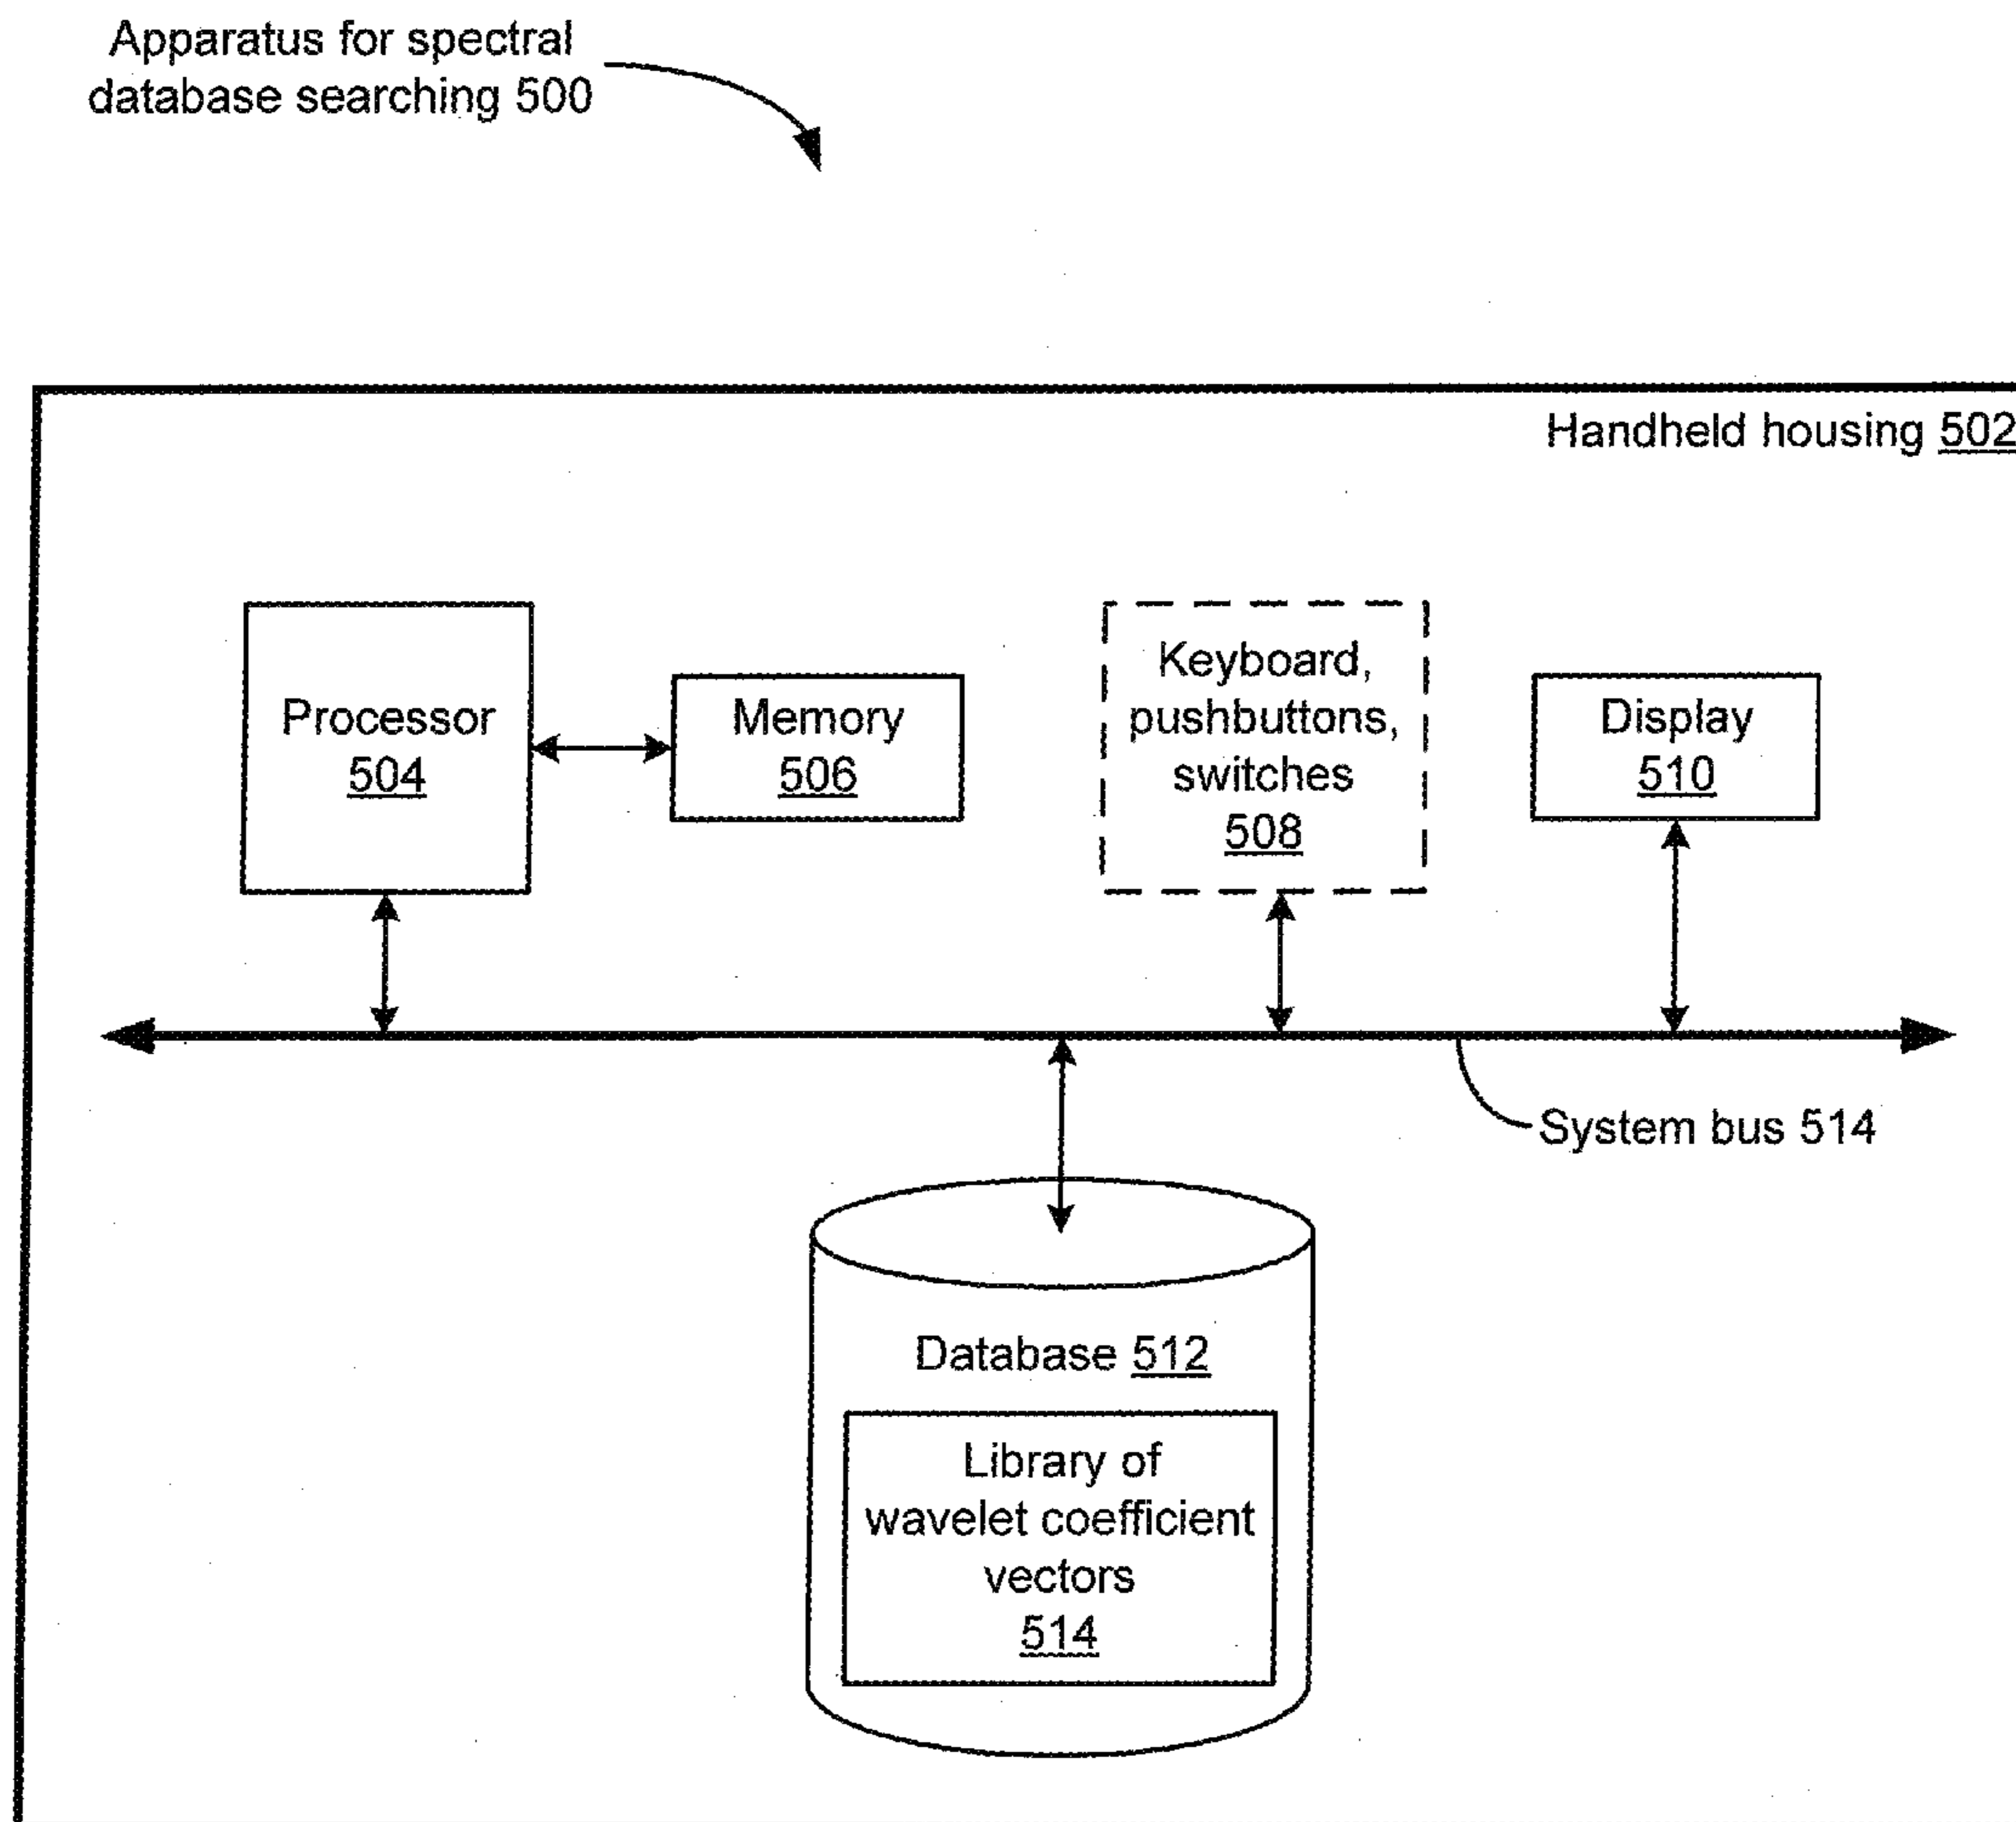 Apparatus for spectral
database searching 500
Handheld housing 502
Processor
504
Memory
506
Keyboard,
pushbuttons,
switches
508
Display
510
System bus 514
Database 512
Library of
wavelet coefficient
vectors
514